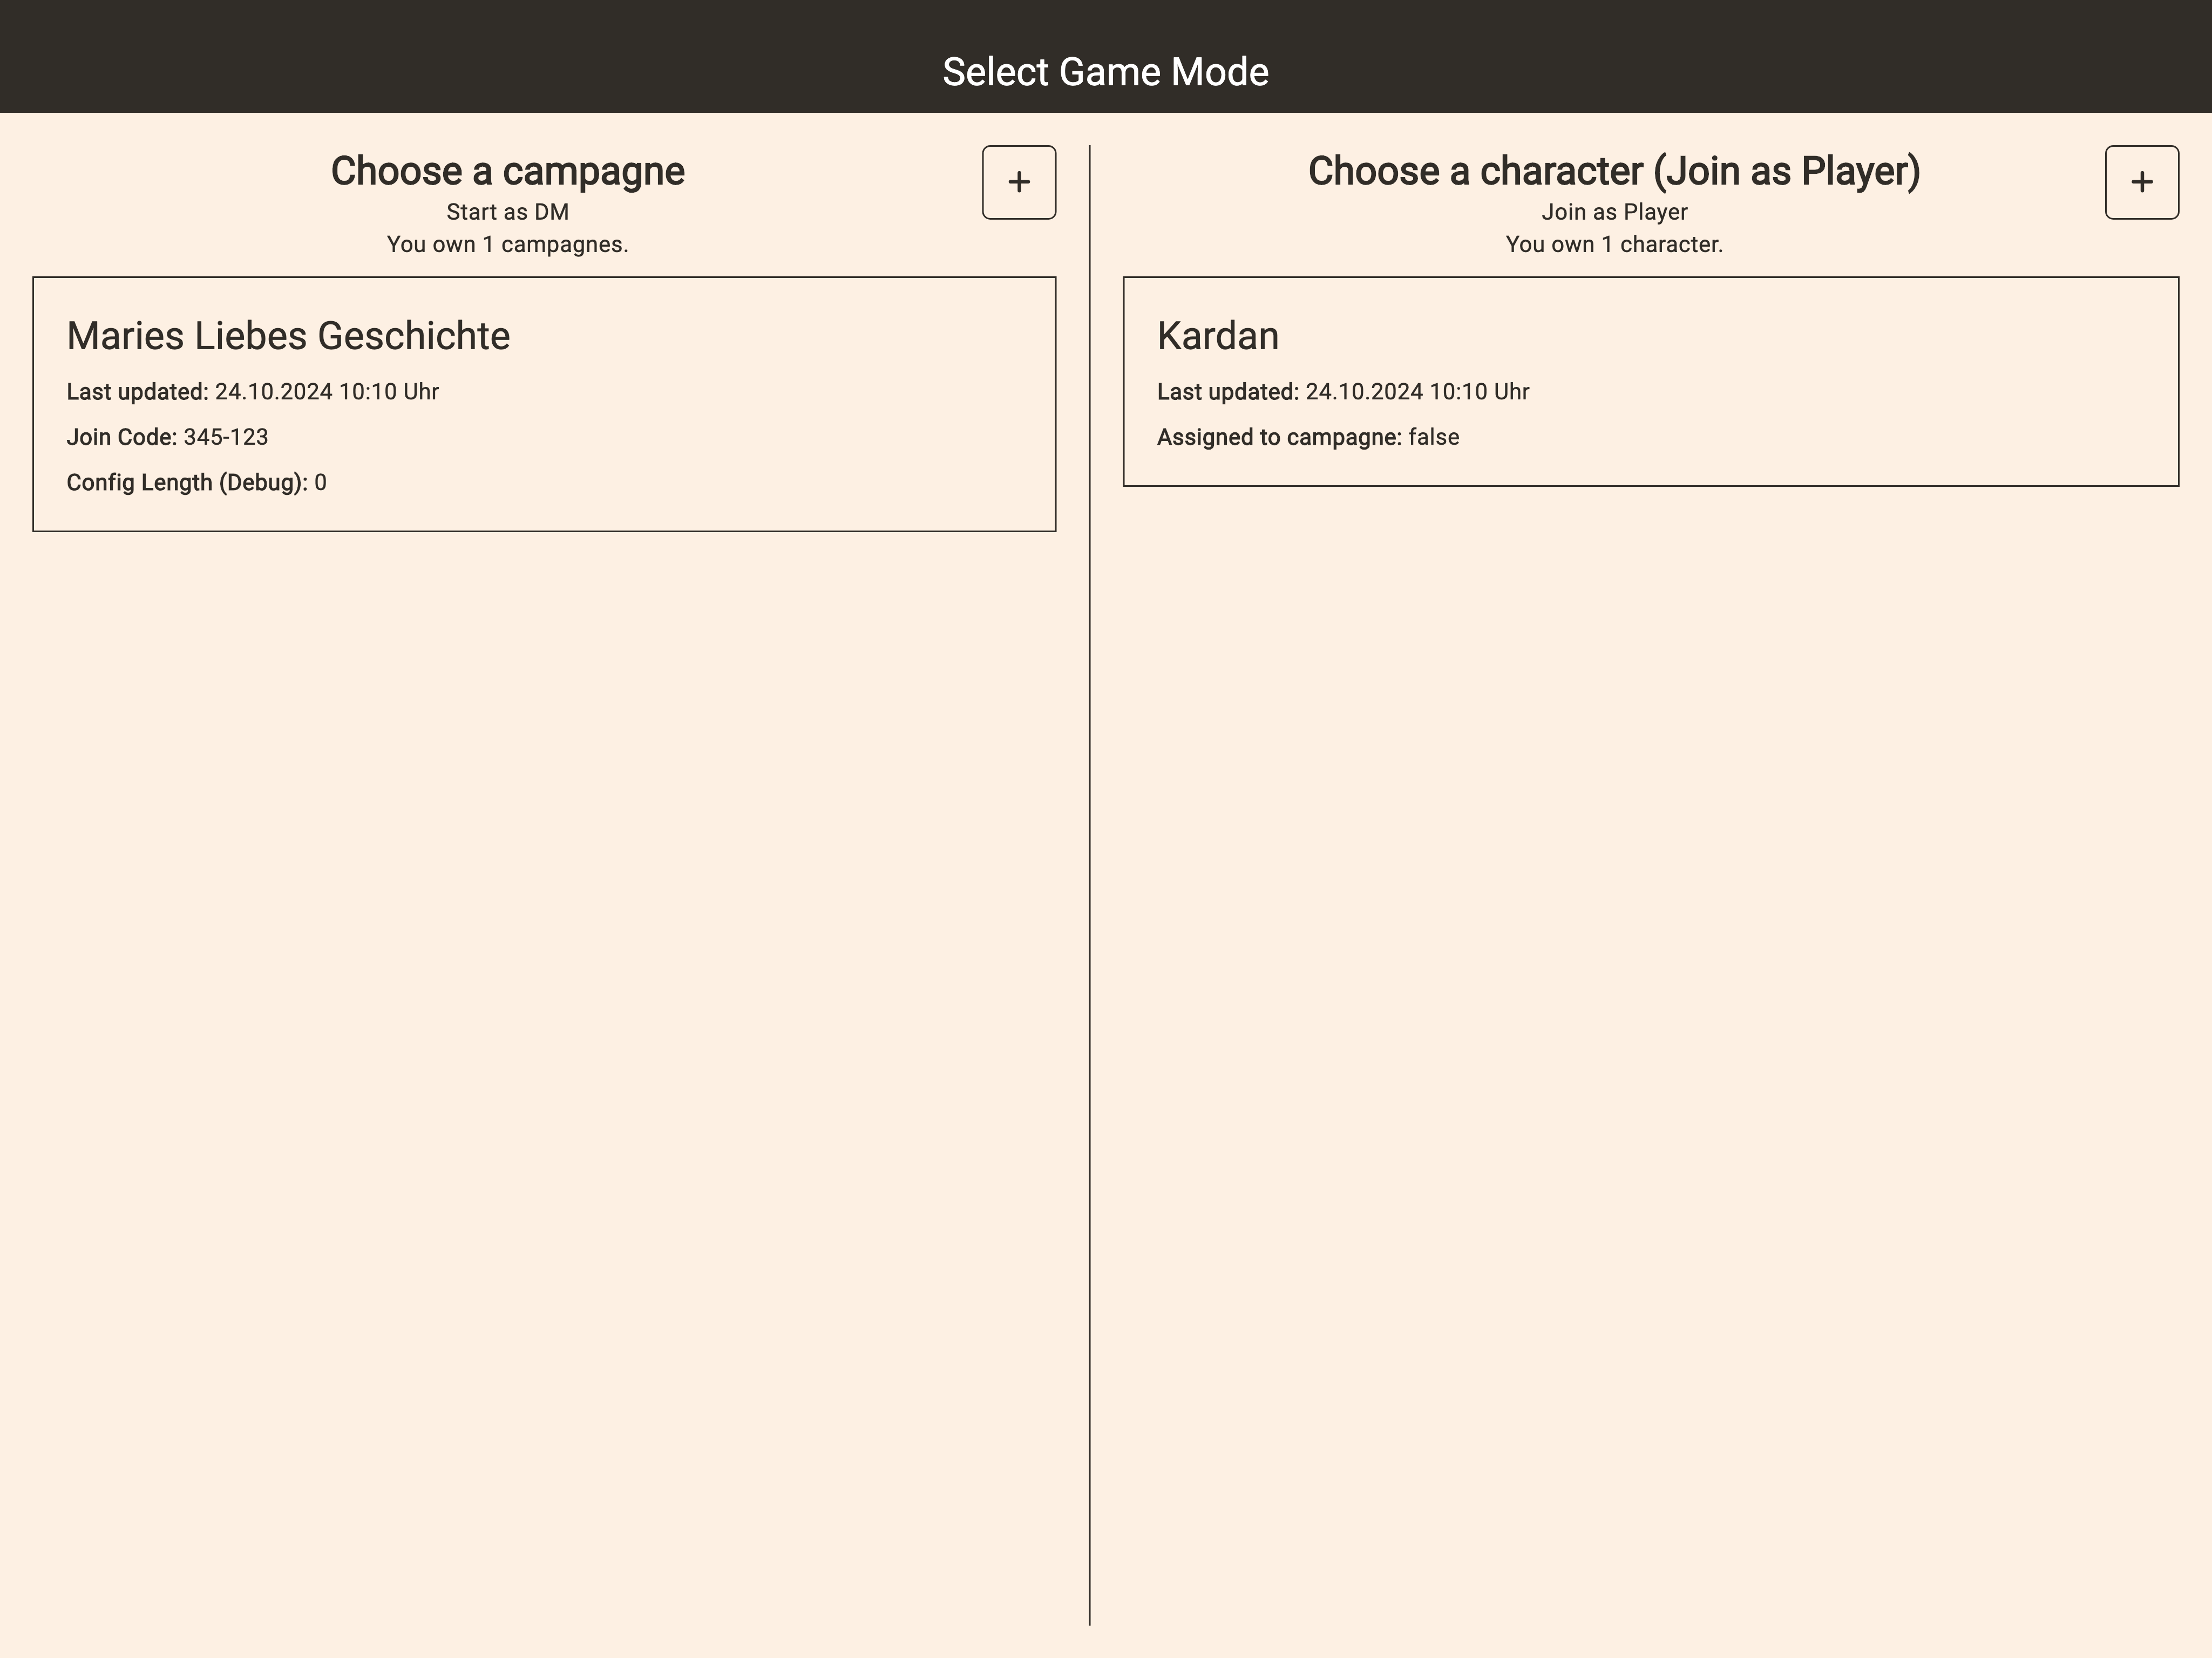 Select Game Mode
Choose a campagne
Start as DM
You own 1 campagnes.
+
Maries Liebes Geschichte
Last updated: 24.10.2024 10:10 Uhr
Join Code: 345-123
Config Length (Debug): 0
Choose a character (Join as Player)
Join as Player
You own 1 character.
+
Kardan
Last updated: 24.10.2024 10:10 Uhr
Assigned to campagne: false